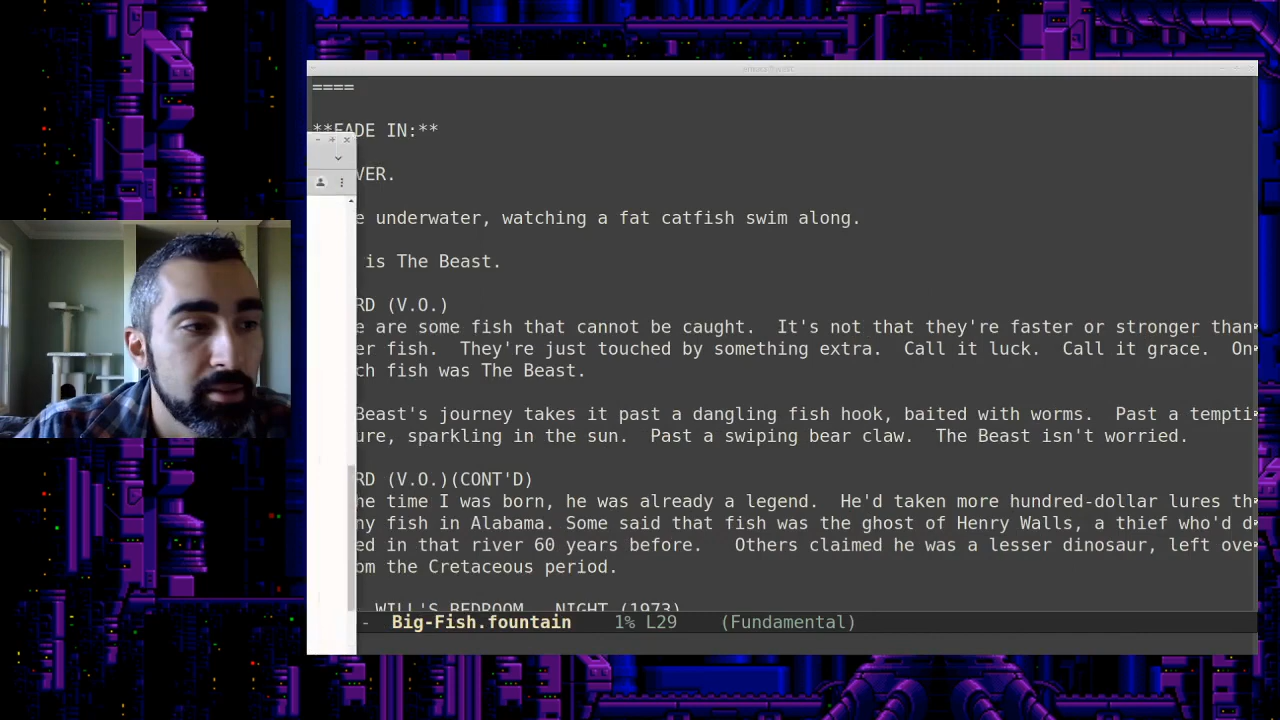 ====
**FADE IN:**
VER.
e underwater, watching a fat catfish swim along.
is The Beast.
RD (V.O.)
e are some fish that cannot be caught.  It's not that they're faster or stronger than
er fish.  They're just touched by something extra.  Call it luck.  Call it grace.  On
ch fish was The Beast.
Beast's journey takes it past a dangling fish hook, baited with worms.  Past a tempti
ure, sparkling in the sun.  Past a swiping bear claw.  The Beast isn't worried.
RD (V.O.)(CONT'D)
he time I was born, he was already a legend.  He'd taken more hundred-dollar lures th
ny fish in Alabama. Some said that fish was the ghost of Henry Walls, a thief who'd d
ed in that river 60 years before.   Others claimed he was a lesser dinosaur, left ove
om the Cretaceous period.
WILL'S BEDROOM - NIGHT (1973)
- Big-Fish.fountain 1% L29 (Fundamental)